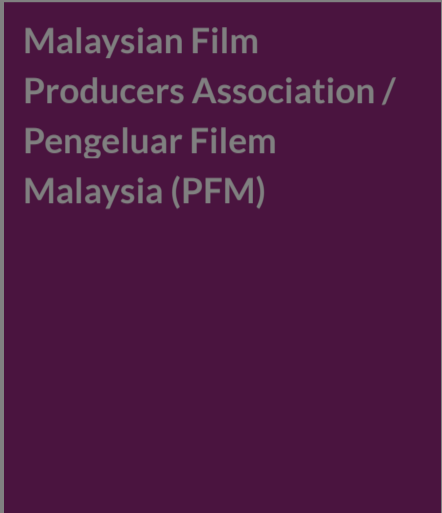 Malaysian Film
Producers Association /
Pengeluar Filem
Malaysia (PFM)